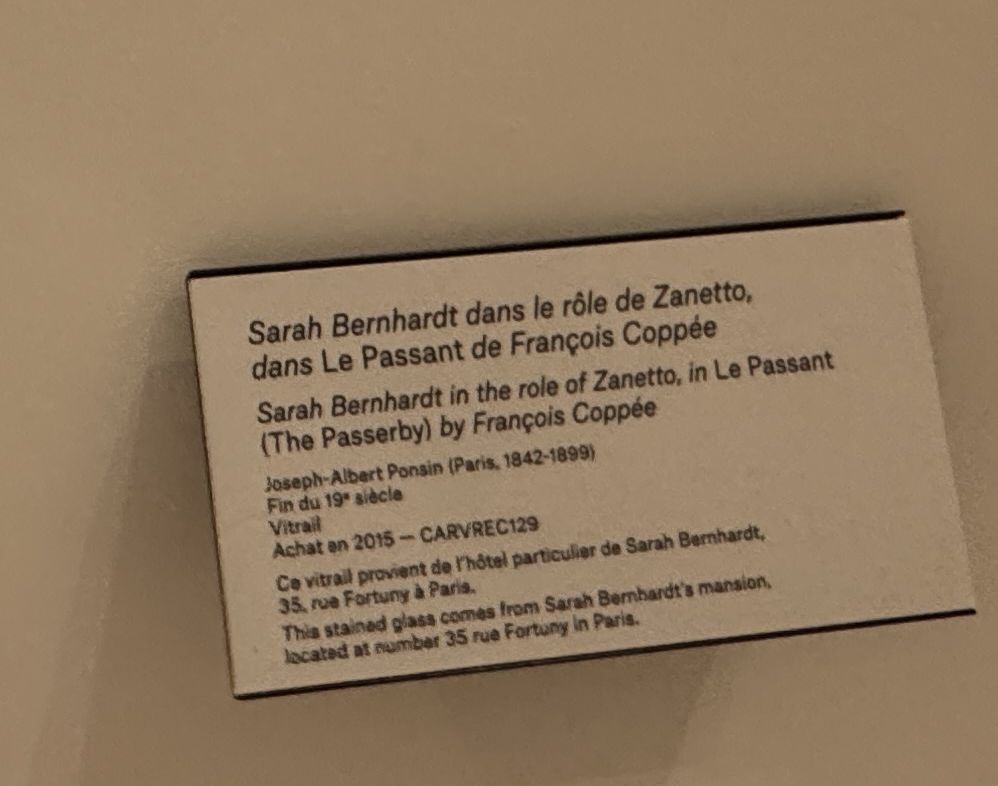 Sarah Bernhardt dans le rôle de Zanetto,
dans Le Passant de François Coppée
Sarah Bernhardt in the role of Zanetto, in Le Passant
(The Passerby) by François Coppée
Joseph-Albert Ponsin (Paris, 1842-1899)
Fin du 19ᵉ siècle
Vitrail
Achat en 2015 – CARVREC129
Ce vitrail provient de l'hôtel particulier de Sarah Bernhardt,
35, rue Fortuny à Paris.
This stained glass comes from Sarah Bernhardt's mansion,
located at number 35 rue Fortuny in Paris.